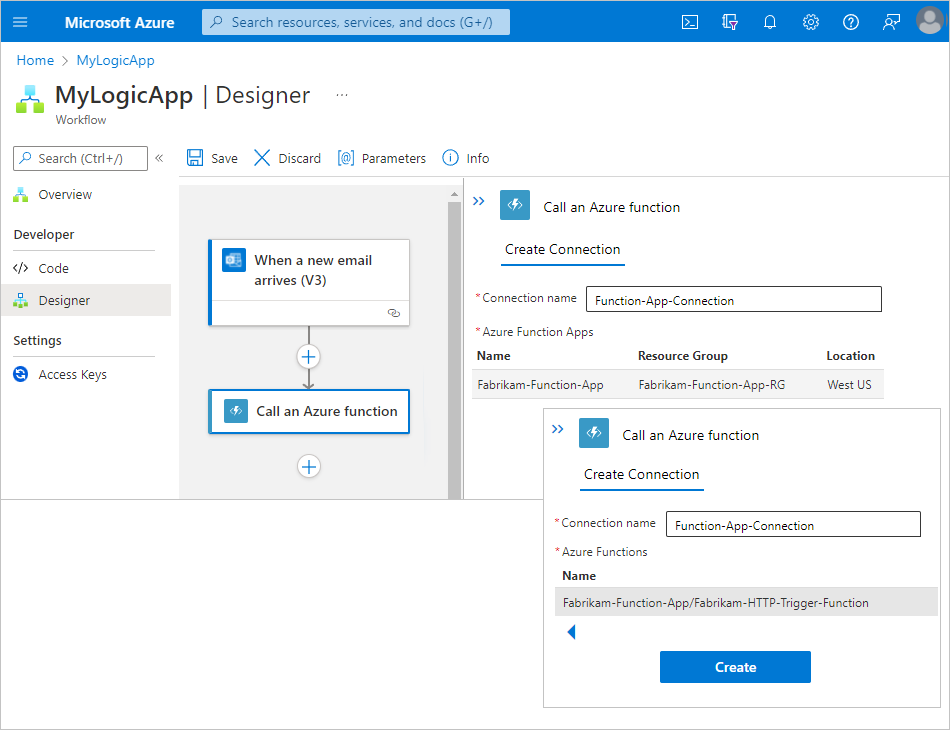 Microsoft Azure
Search resources, services, and docs (G+/)
Home > MyLogicApp
MyLogicApp | Designer ...
Workflow
Search (Ctrl+/)
«
Save
Discard
[@] Parameters
Info
Overview
Developer
</> Code
Designer
Settings
Access Keys
When a new email
arrives (V3)
Call an Azure function
Call an Azure function
Create Connection
* Connection name
Function-App-Connection
* Azure Function Apps
Name Resource Group Location
Fabrikam-Function-App Fabrikam-Function-App-RG West US
Call an Azure function
Create Connection
* Connection name
Function-App-Connection
* Azure Functions
Name
Fabrikam-Function-App/Fabrikam-HTTP-Trigger-Function
Create